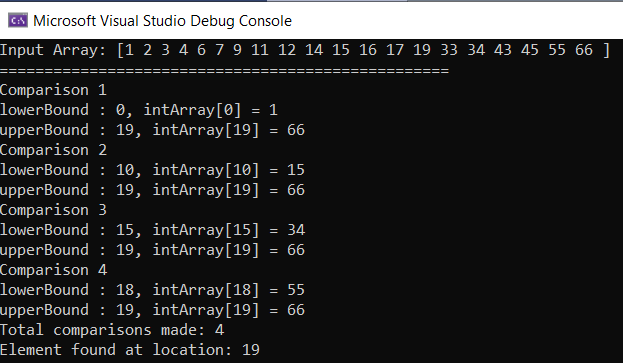 Microsoft Visual Studio Debug Console
Input Array: [1 2 3 4 6 7 9 11 12 14 15 16 17 19 33 34 43 45 55 66 ]
==================================================
Comparison 1
lowerBound : 0, intArray[0] = 1
upperBound : 19, intArray[19] = 66
Comparison 2
lowerBound : 10, intArray[10] = 15
upperBound : 19, intArray[19] = 66
Comparison 3
lowerBound : 15, intArray[15] = 34
upperBound : 19, intArray[19] = 66
Comparison 4
lowerBound : 18, intArray[18] = 55
upperBound : 19, intArray[19] = 66
Total comparisons made: 4
Element found at location: 19